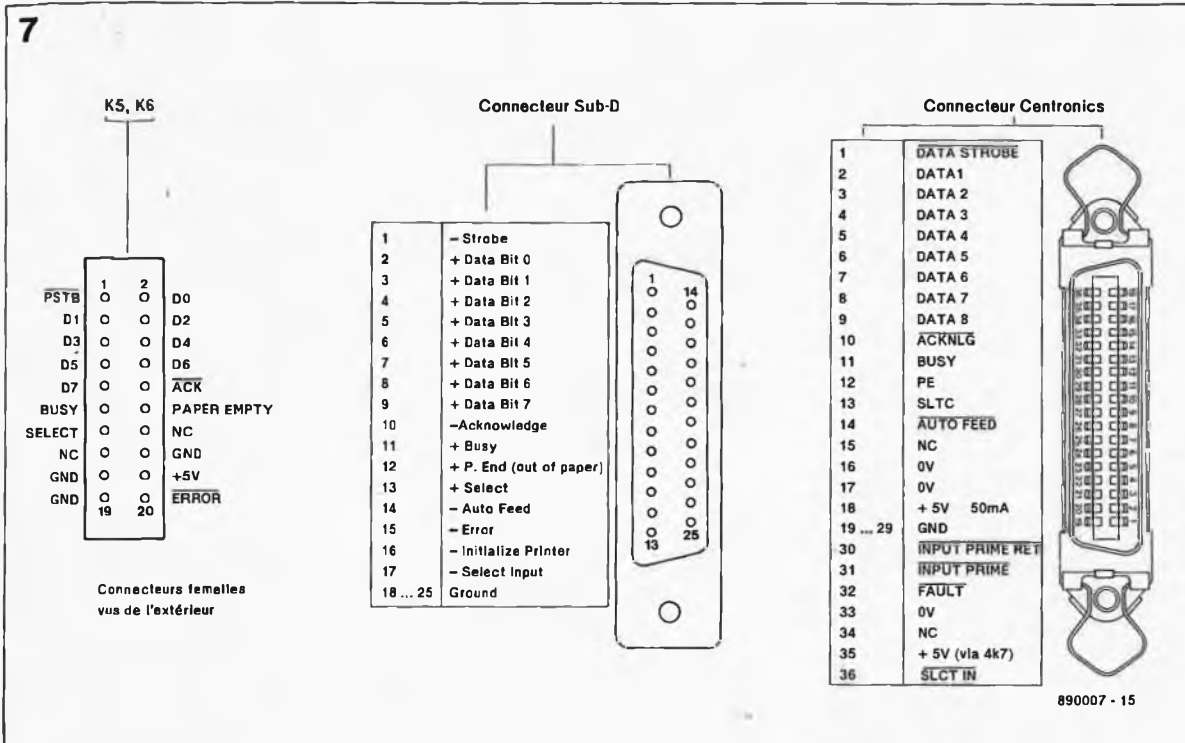 7
K5, K6
1 2
PSTB D0
D1 D2
D3 D4
D5 D6
D7 ACK
BUSY PAPER EMPTY
SELECT NC
NC GND
GND +5V
GND ERROR
19 20
Connecteurs femelles
vus de l'extérieur
Connecteur Sub-D
1 – Strobe
2 + Data Bit 0
3 + Data Bit 1
4 + Data Bit 2
5 + Data Bit 3
6 + Data Bit 4
7 + Data Bit 5
8 + Data Bit 6
9 + Data Bit 7
10 –Acknowledge
11 + Busy
12 + P. End (out of paper)
13 + Select
14 – Auto Feed
15 – Error
16 – Initialize Printer
17 – Select Input
18 ... 25 Ground
1 14
13 25
Connecteur Centronics
1 DATA STROBE
2 DATA1
3 DATA 2
4 DATA 3
5 DATA 4
6 DATA 5
7 DATA 6
8 DATA 7
9 DATA 8
10 ACKNLG
11 BUSY
12 PE
13 SLTC
14 AUTO FEED
15 NC
16 0V
17 0V
18 + 5V 50mA
19 ... 29 GND
30 INPUT PRIME RET
31 INPUT PRIME
32 FAULT
33 0V
34 NC
35 + 5V (via 4k7)
36 SLCT IN
890007 - 15